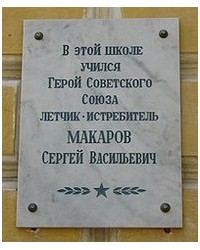 В этой школе
учился
Герой Советского
Союза
летчик-истребитель
МАКАРОВ
Сергей Васильевич